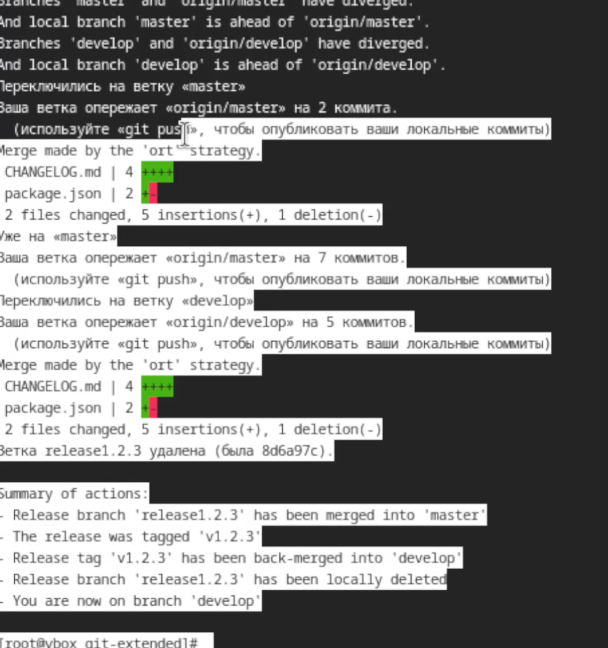 Branches 'master' and 'origin/master' have diverged.
And local branch 'master' is ahead of 'origin/master'.
Branches 'develop' and 'origin/develop' have diverged.
And local branch 'develop' is ahead of 'origin/develop'.
Переключились на ветку «master»
Ваша ветка опережает «origin/master» на 2 коммита.
(используйте «git push», чтобы опубликовать ваши локальные коммиты)
Merge made by the 'ort' strategy.
CHANGELOG.md | 4 ++++
package.json | 2 +-
2 files changed, 5 insertions(+), 1 deletion(-)
Уже на «master»
Ваша ветка опережает «origin/master» на 7 коммитов.
(используйте «git push», чтобы опубликовать ваши локальные коммиты)
Переключились на ветку «develop»
Ваша ветка опережает «origin/develop» на 5 коммитов.
(используйте «git push», чтобы опубликовать ваши локальные коммиты)
Merge made by the 'ort' strategy.
CHANGELOG.md | 4 ++++
package.json | 2 +-
2 files changed, 5 insertions(+), 1 deletion(-)
Ветка release1.2.3 удалена (была 8d6a97c).
Summary of actions:
- Release branch 'release1.2.3' has been merged into 'master'
- The release was tagged 'v1.2.3'
- Release tag 'v1.2.3' has been back-merged into 'develop'
- Release branch 'release1.2.3' has been locally deleted
- You are now on branch 'develop'
[root@vbox git-extended]#